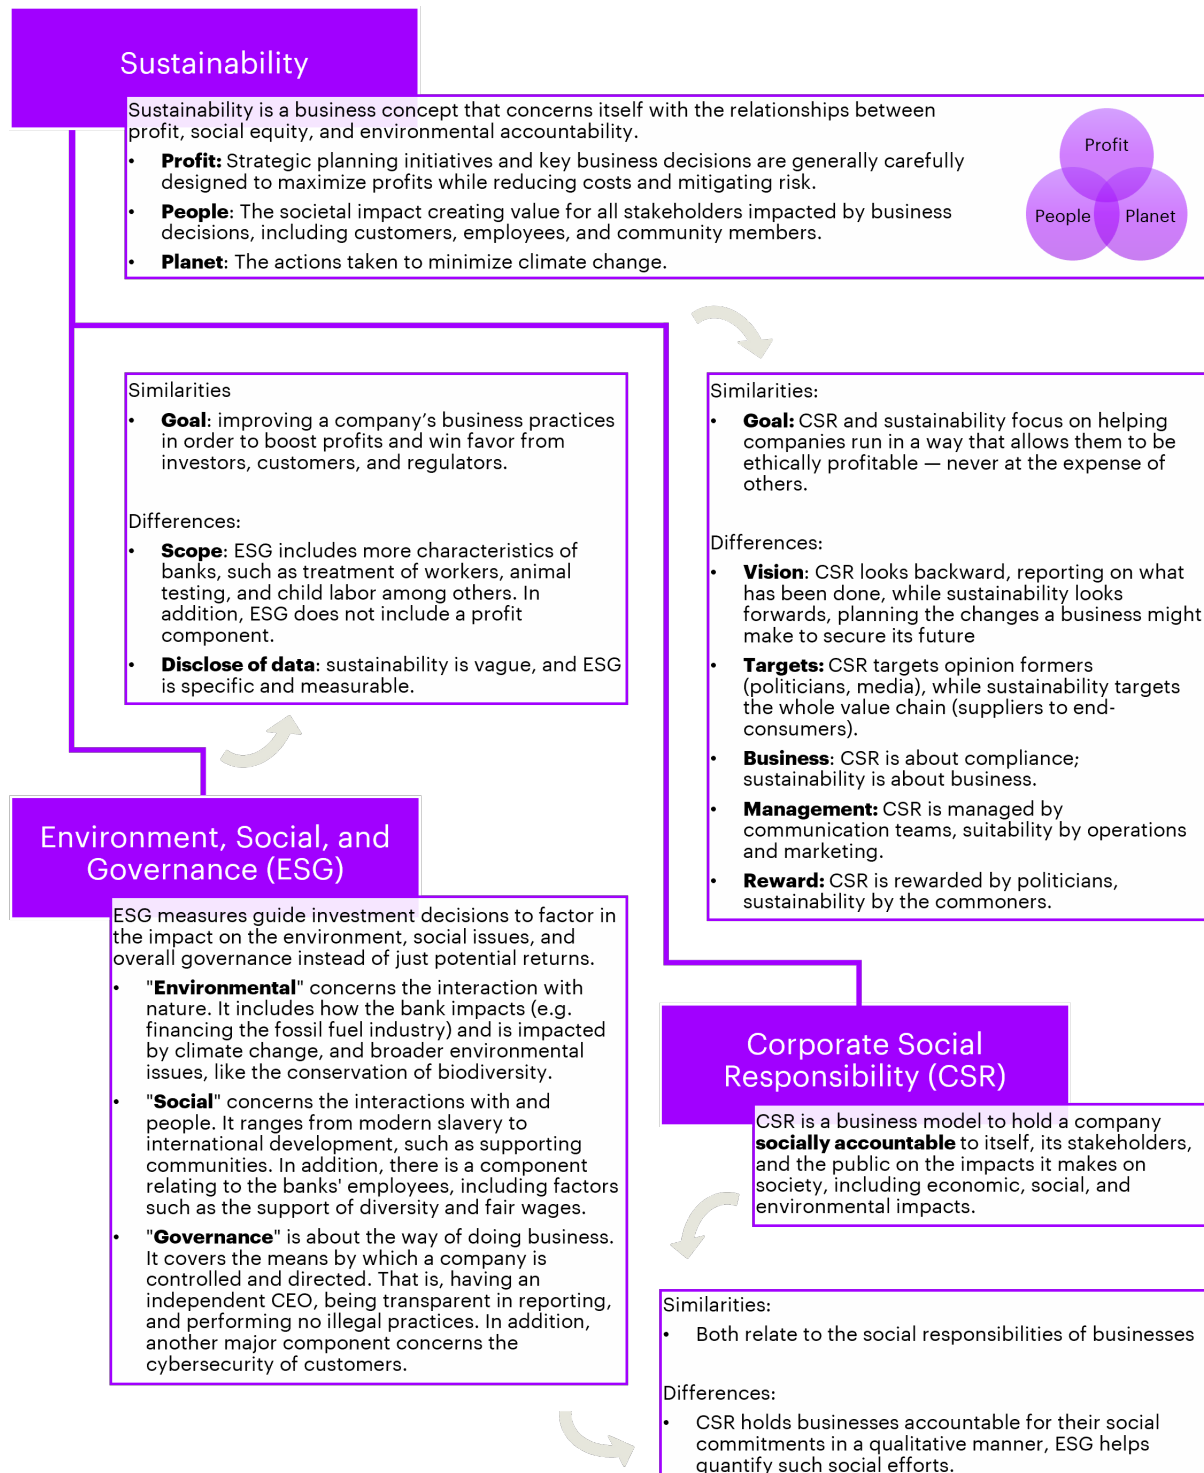 Sustainability
Sustainability is a business concept that concerns itself with the relationships between
profit, social equity, and environmental accountability.
• Profit: Strategic planning initiatives and key business decisions are generally carefully
designed to maximize profits while reducing costs and mitigating risk.
• People: The societal impact creating value for all stakeholders impacted by business
decisions, including customers, employees, and community members.
• Planet: The actions taken to minimize climate change.
Profit
People
Planet
Similarities
• Goal: improving a company’s business practices
in order to boost profits and win favor from
investors, customers, and regulators.
Differences:
• Scope: ESG includes more characteristics of
banks, such as treatment of workers, animal
testing, and child labor among others. In
addition, ESG does not include a profit
component.
• Disclose of data: sustainability is vague, and ESG
is specific and measurable.
Similarities:
• Goal: CSR and sustainability focus on helping
companies run in a way that allows them to be
ethically profitable — never at the expense of
others.
Differences:
• Vision: CSR looks backward, reporting on what
has been done, while sustainability looks
forwards, planning the changes a business might
make to secure its future
• Targets: CSR targets opinion formers
(politicians, media), while sustainability targets
the whole value chain (suppliers to end-
consumers).
• Business: CSR is about compliance;
sustainability is about business.
• Management: CSR is managed by
communication teams, suitability by operations
and marketing.
• Reward: CSR is rewarded by politicians,
sustainability by the commoners.
Environment, Social, and
Governance (ESG)
ESG measures guide investment decisions to factor in
the impact on the environment, social issues, and
overall governance instead of just potential returns.
• "Environmental" concerns the interaction with
nature. It includes how the bank impacts (e.g.
financing the fossil fuel industry) and is impacted
by climate change, and broader environmental
issues, like the conservation of biodiversity.
• "Social" concerns the interactions with and
people. It ranges from modern slavery to
international development, such as supporting
communities. In addition, there is a component
relating to the banks' employees, including factors
such as the support of diversity and fair wages.
• "Governance" is about the way of doing business.
It covers the means by which a company is
controlled and directed. That is, having an
independent CEO, being transparent in reporting,
and performing no illegal practices. In addition,
another major component concerns the
cybersecurity of customers.
Corporate Social
Responsibility (CSR)
CSR is a business model to hold a company
socially accountable to itself, its stakeholders,
and the public on the impacts it makes on
society, including economic, social, and
environmental impacts.
Similarities:
• Both relate to the social responsibilities of businesses
Differences:
• CSR holds businesses accountable for their social
commitments in a qualitative manner, ESG helps
quantify such social efforts.